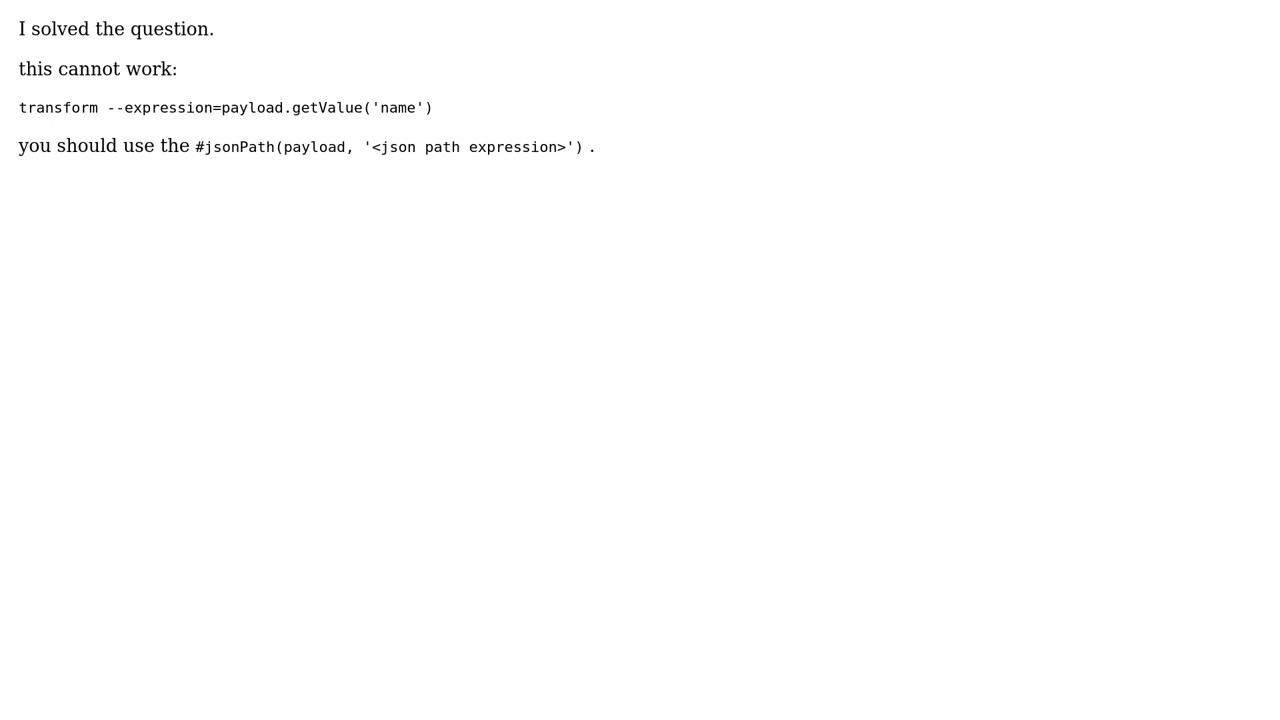 I solved the question.
this cannot work:
transform --expression=payload.getValue('name')
you should use the #jsonPath(payload, '<json path expression>') .